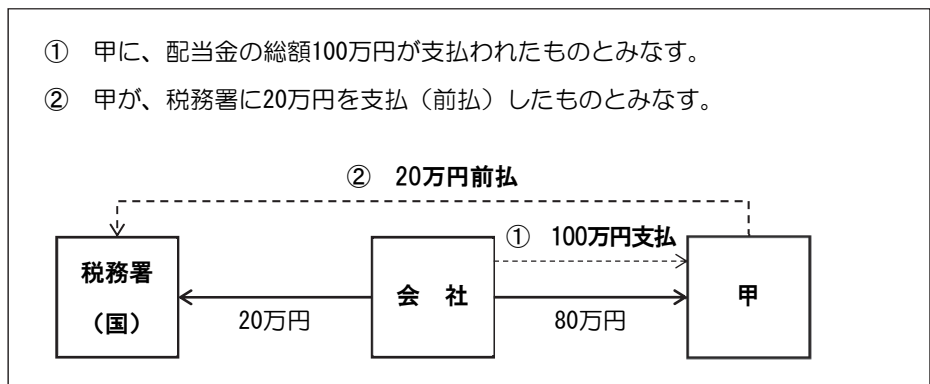 ① 甲に、配当金の総額100万円が支払われたものとみなす。
② 甲が、税務署に20万円を支払（前払）したものとみなす。
② 20万円前払
① 100万円支払
税務署
（国）
会 社
甲
20万円
80万円